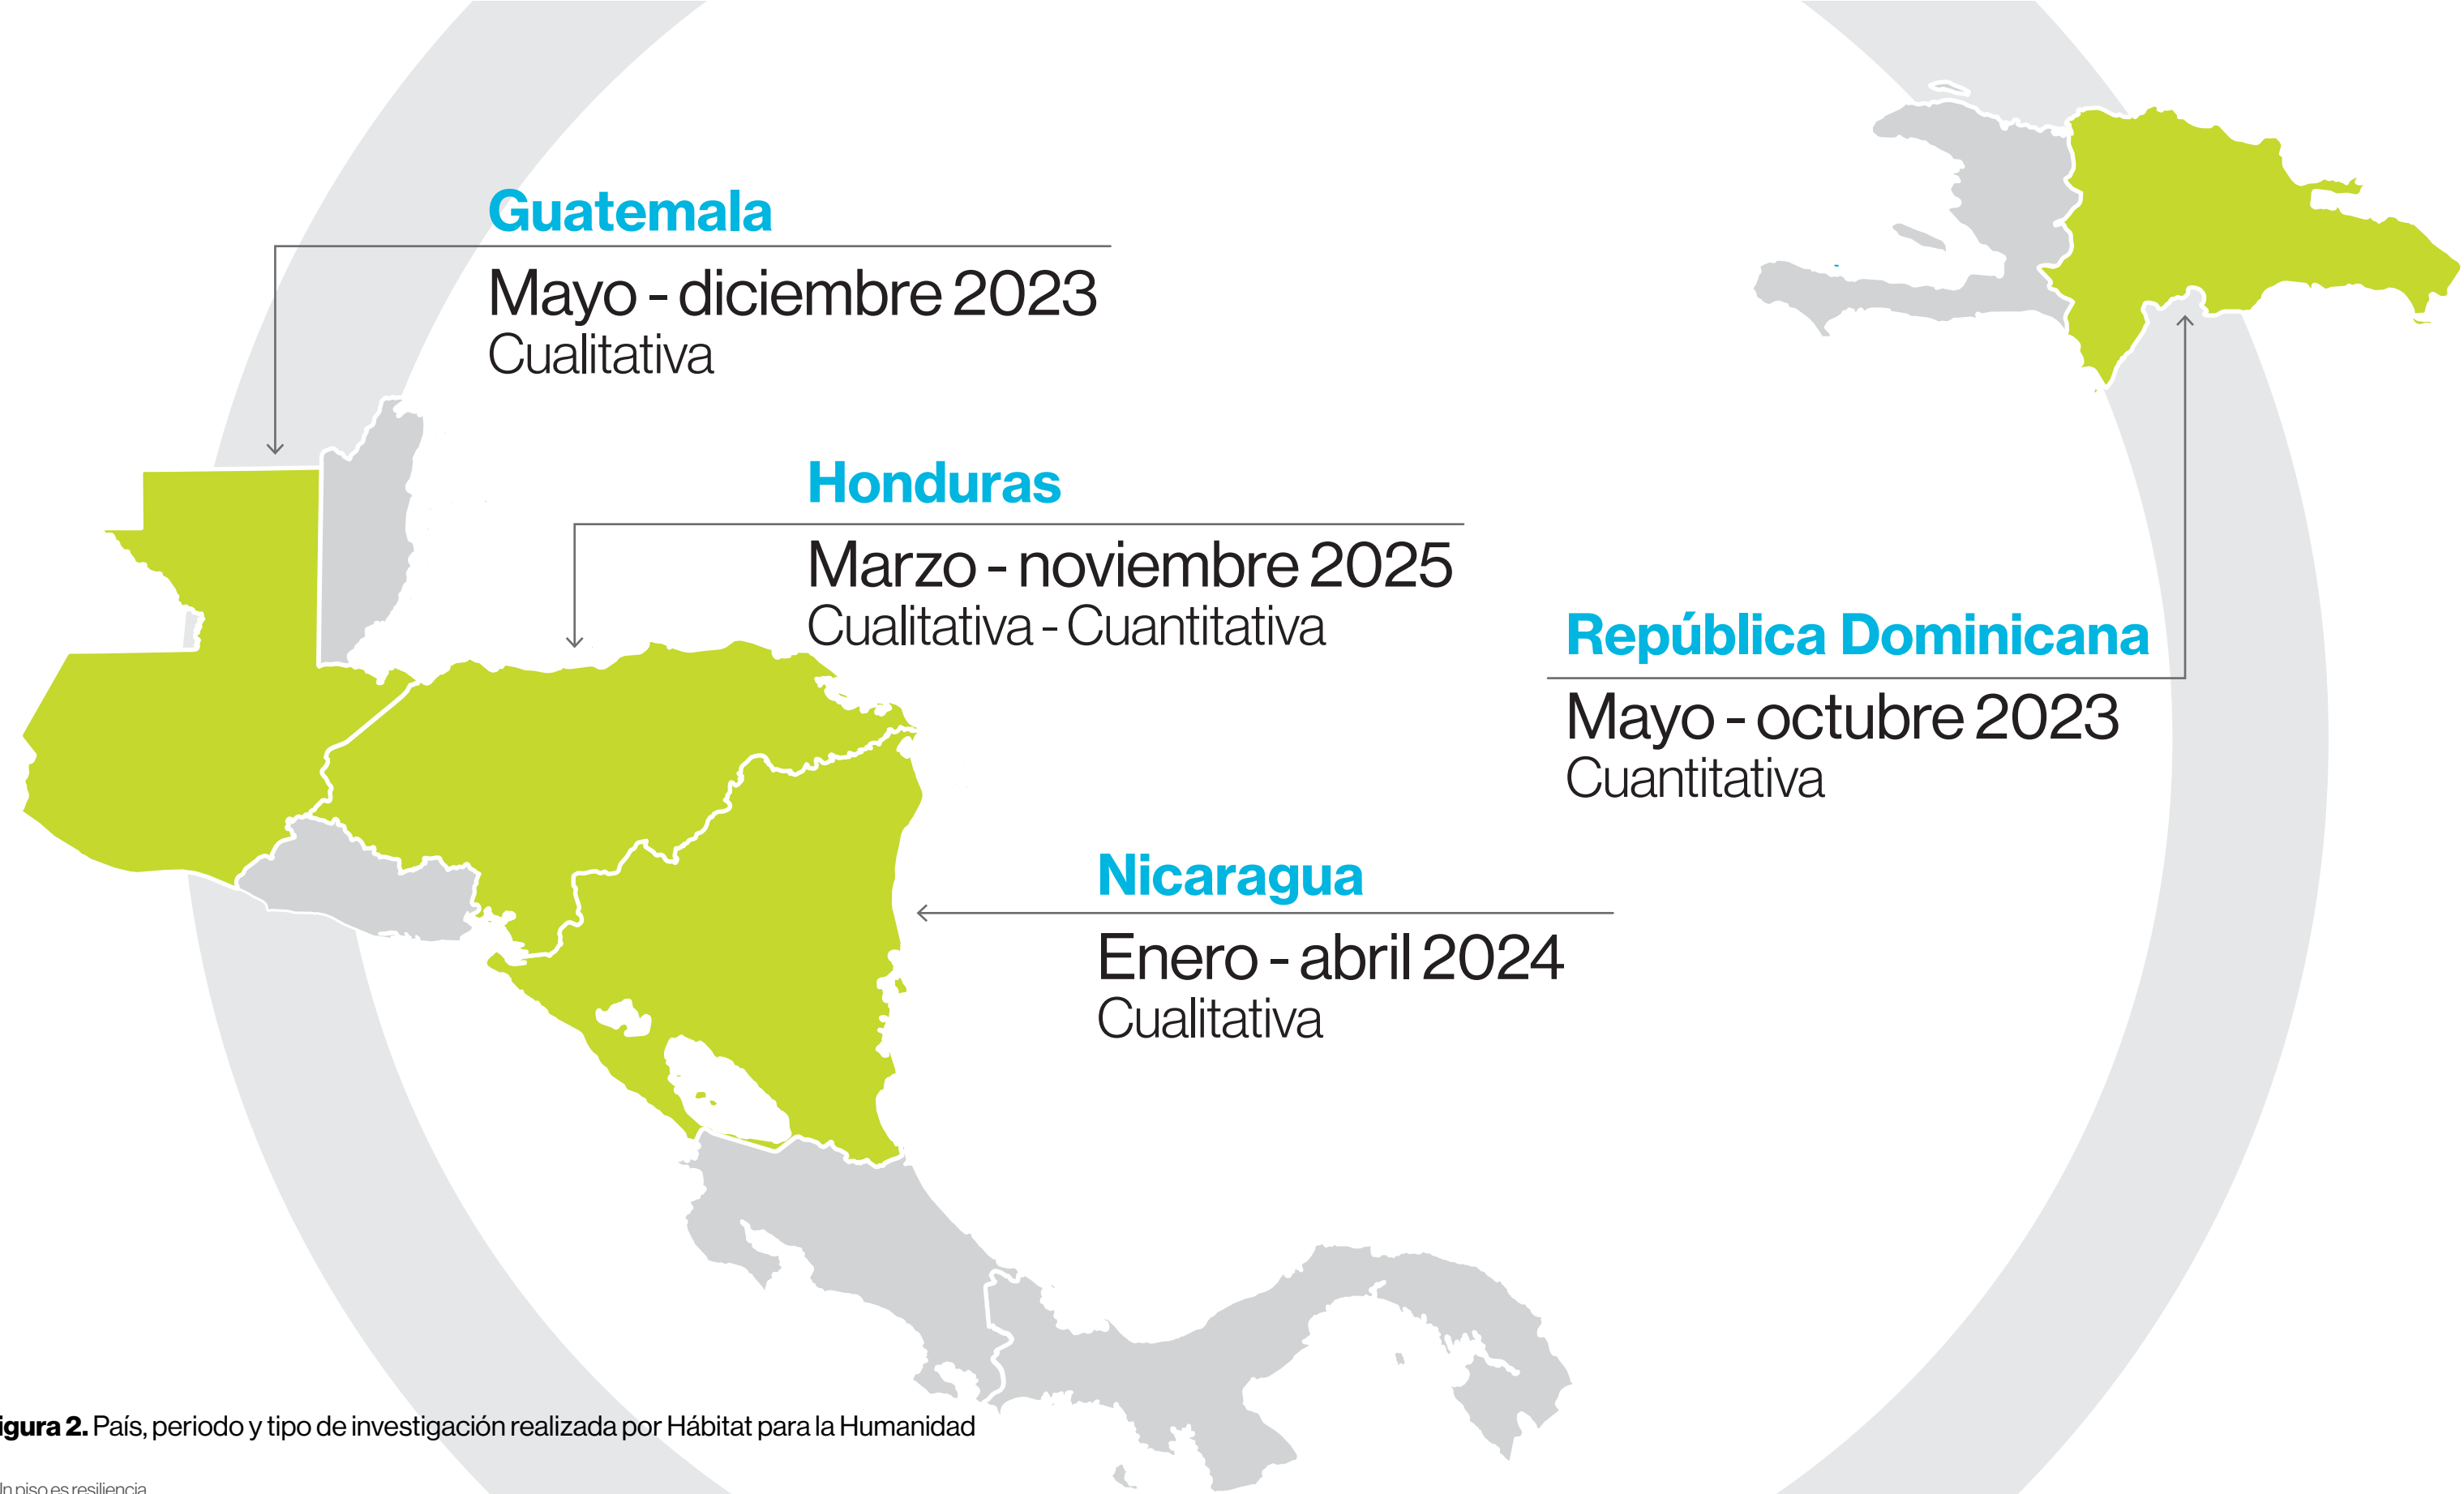 Guatemala
Mayo - diciembre 2023
Cualitativa
Honduras
Marzo - noviembre 2025
Cualitativa - Cuantitativa
República Dominicana
Mayo - octubre 2023
Cuantitativa
Nicaragua
Enero - abril 2024
Cualitativa
igura 2. País, periodo y tipo de investigación realizada por Hábitat para la Humanidad
Un piso es resiliencia